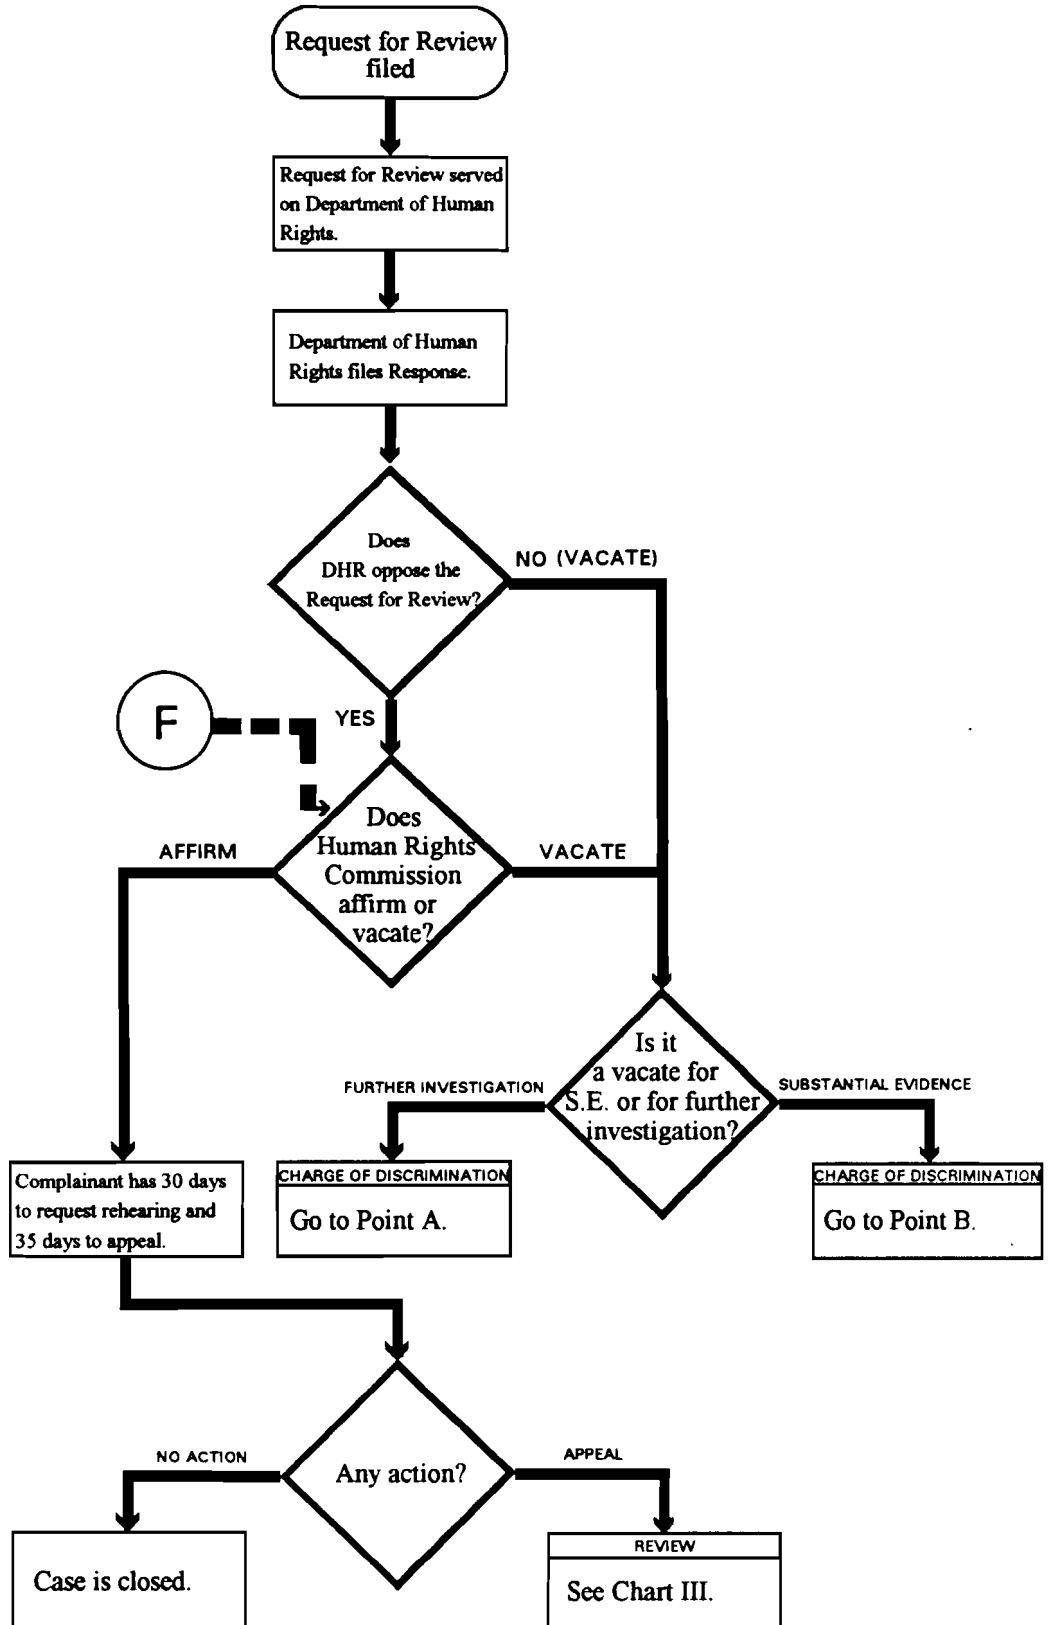 Request for Review
filed
Request for Review served
on Department of Human
Rights.
Department of Human
Rights files Response.
Does
DHR oppose the
Request for Review?
NO (VACATE)
YES
F
Does
Human Rights
Commission
affirm or
vacate?
AFFIRM
VACATE
Is it
a vacate for
S.E. or for further
investigation?
FURTHER INVESTIGATION
SUBSTANTIAL EVIDENCE
Complainant has 30 days
to request rehearing and
35 days to appeal.
CHARGE OF DISCRIMINATION
Go to Point A.
CHARGE OF DISCRIMINATION
Go to Point B.
Any action?
NO ACTION
APPEAL
Case is closed.
REVIEW
See Chart III.